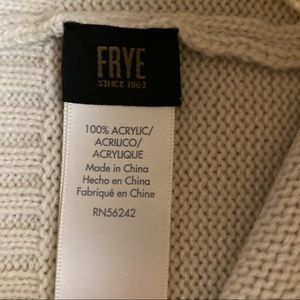 FRYE
SINCE 1863
100% ACRYLIC/
ACRILICO/
ACRYLIQUE
Made in China
Hecho en China
Fabriqué en Chine
RN56242